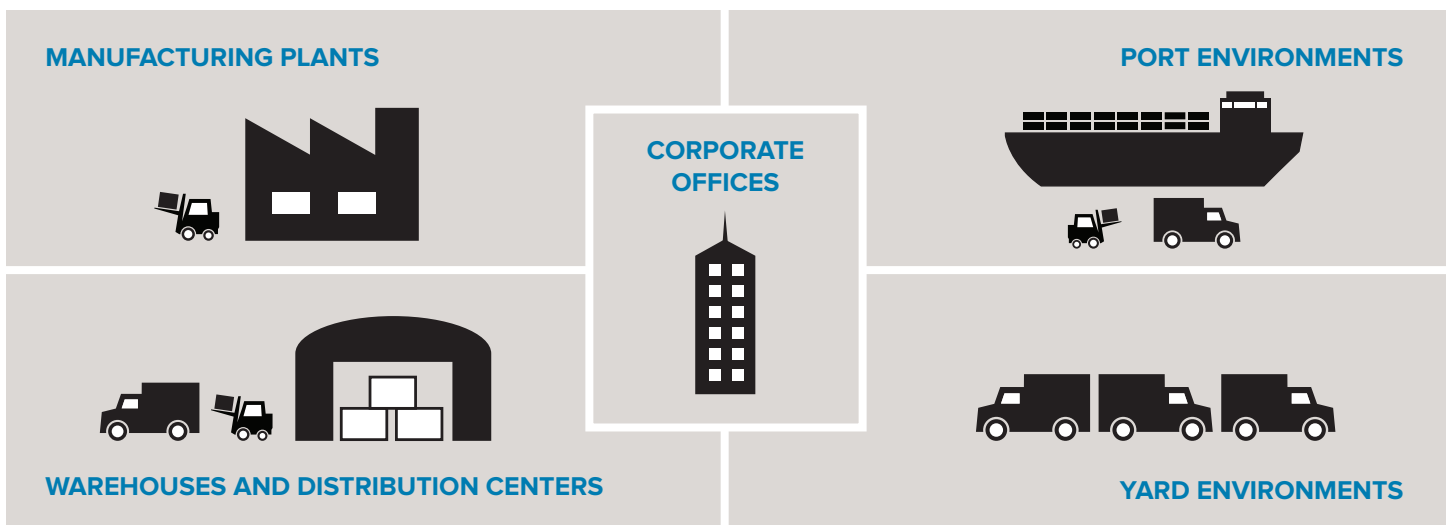 MANUFACTURING PLANTS
PORT ENVIRONMENTS
CORPORATE
OFFICES
WAREHOUSES AND DISTRIBUTION CENTERS
YARD ENVIRONMENTS